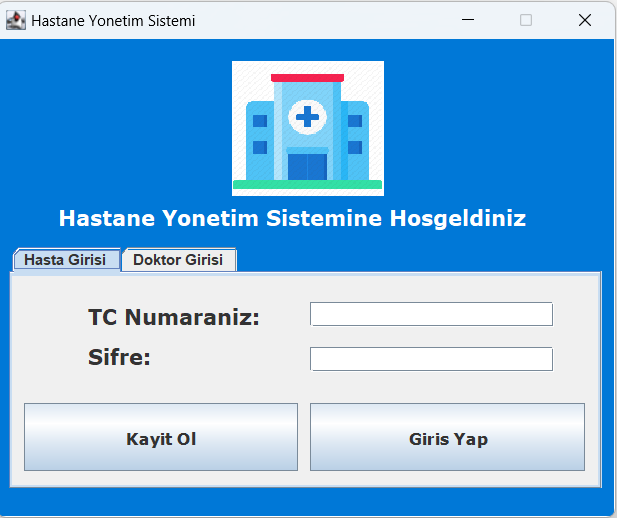 Hastane Yonetim Sistemi
Hastane Yonetim Sistemine Hosgeldiniz
Hasta Girisi Doktor Girisi
TC Numaraniz:
Sifre:
Kayit Ol Giris Yap